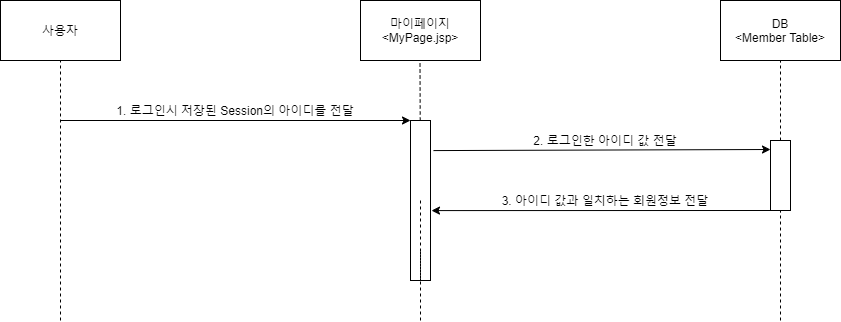 사용자
마이페이지
<MyPage.jsp>
DB
<Member Table>
1. 로그인시 저장된 Session의 아이디를 전달
2. 로그인한 아이디 값 전달
3. 아이디 값과 일치하는 회원정보 전달